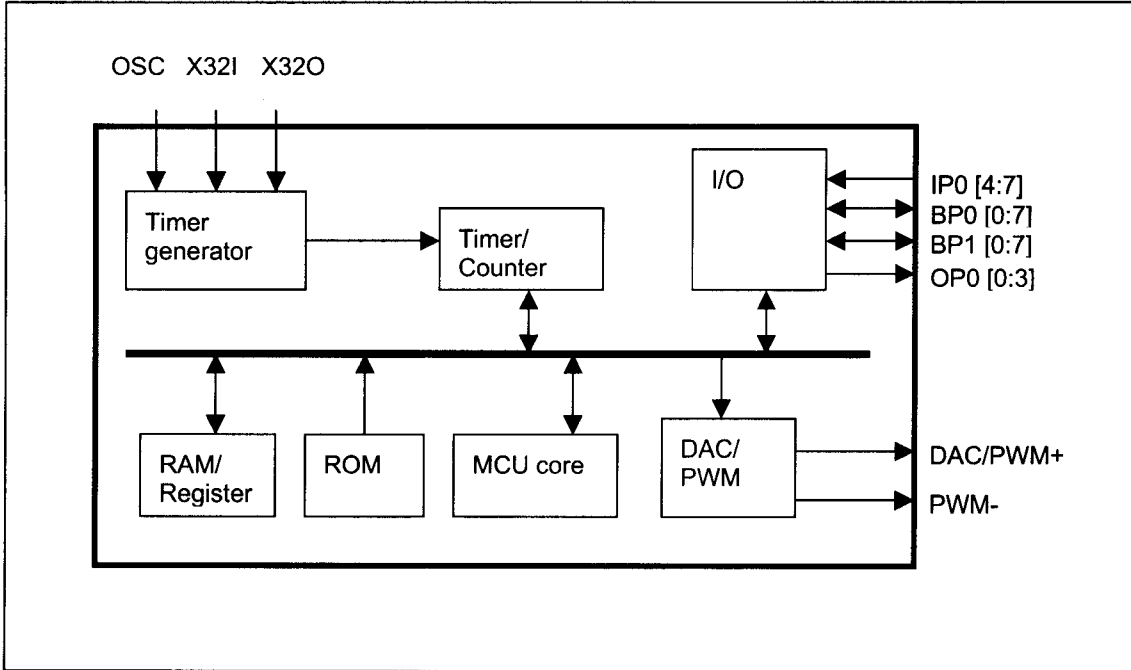 OSC X32I X32O
Timer
generator
Timer/
Counter
I/O
IP0 [4:7]
BP0 [0:7]
BP1 [0:7]
OP0 [0:3]
RAM/
Register
ROM
MCU core
DAC/
PWM
DAC/PWM+
PWM-